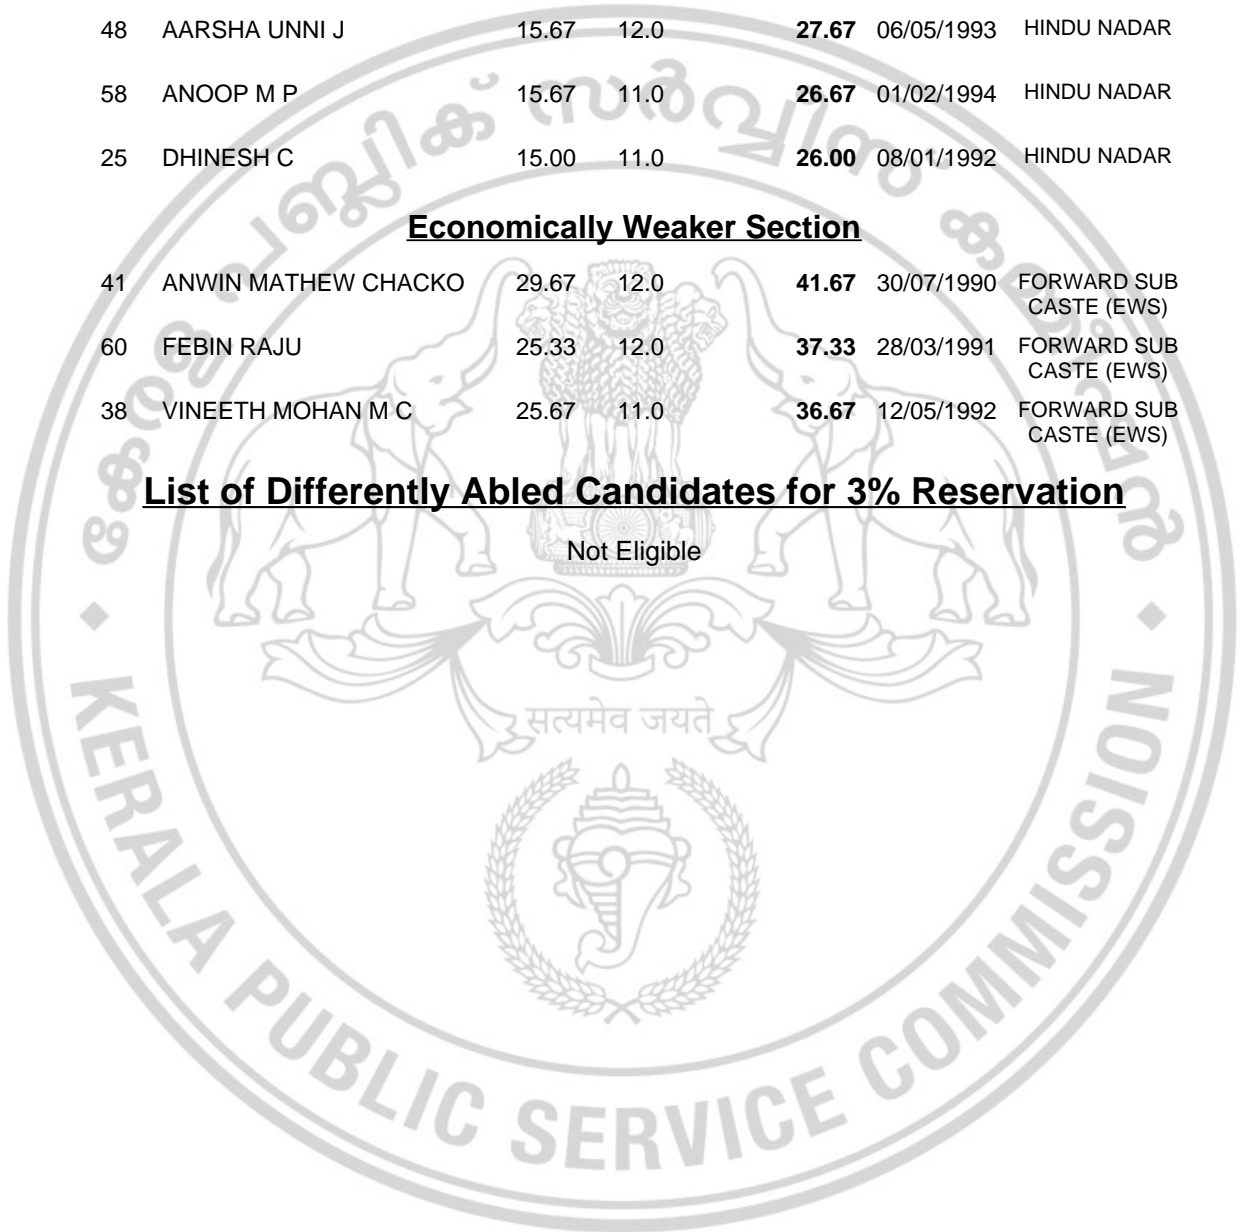 48 AARSHA UNNI J 15.67 12.0 27.67 06/05/1993 HINDU NADAR
58 ANOOP M P 15.67 11.0 26.67 01/02/1994 HINDU NADAR
25 DHINESH C 15.00 11.0 26.00 08/01/1992 HINDU NADAR
Economically Weaker Section
41 ANWIN MATHEW CHACKO 29.67 12.0 41.67 30/07/1990 FORWARD SUB
CASTE (EWS)
60 FEBIN RAJU 25.33 12.0 37.33 28/03/1991 FORWARD SUB
CASTE (EWS)
38 VINEETH MOHAN M C 25.67 11.0 36.67 12/05/1992 FORWARD SUB
CASTE (EWS)
List of Differently Abled Candidates for 3% Reservation
Not Eligible
കേരള പബ്ലിക് സർവ്വീസ് കമ്മീഷൻ
सत्यमेव जयते
KERALA PUBLIC SERVICE COMMISSION